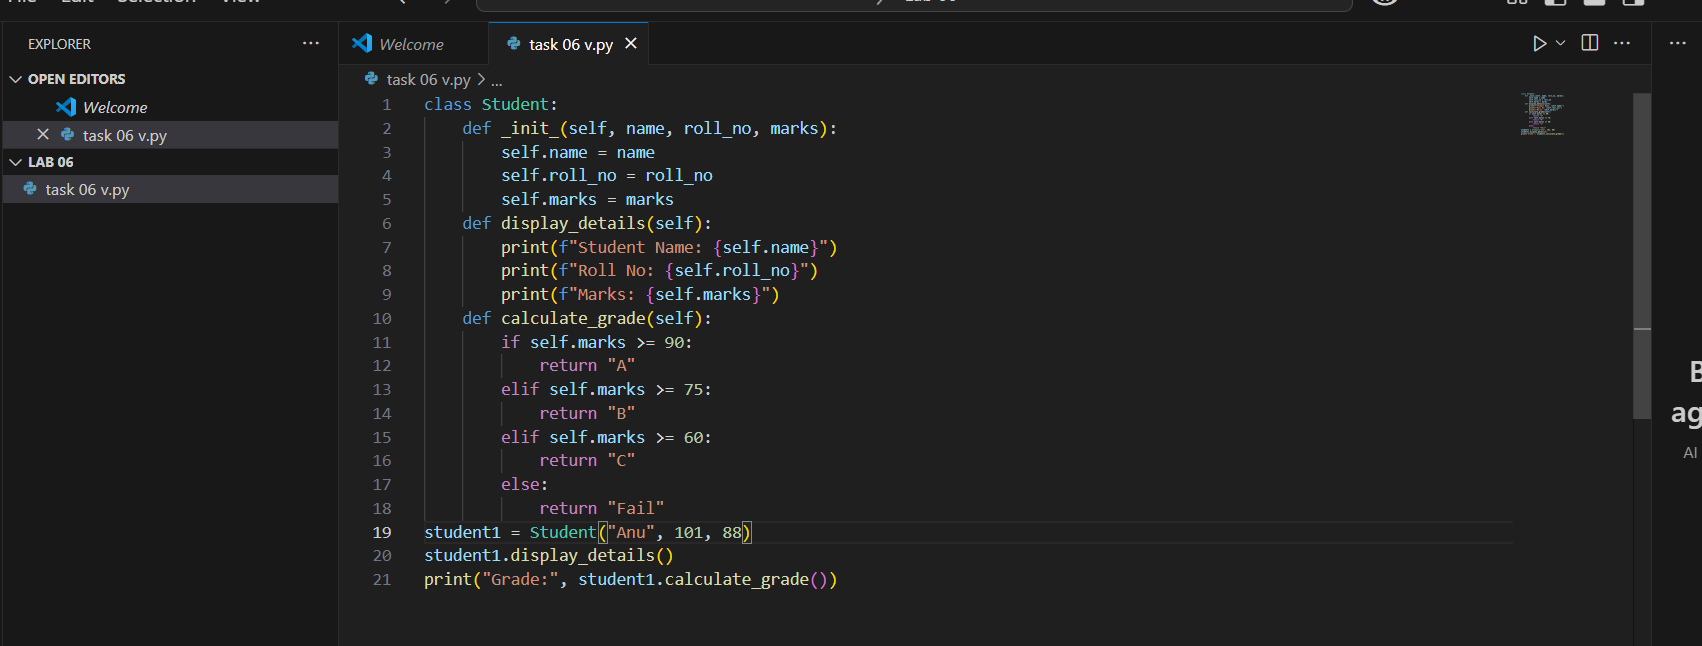 EXPLORER
Welcome
task 06 v.py
OPEN EDITORS
Welcome
task 06 v.py
LAB 06
task 06 v.py
task 06 v.py > ...
1 class Student:
2     def _init_(self, name, roll_no, marks):
3         self.name = name
4         self.roll_no = roll_no
5         self.marks = marks
6     def display_details(self):
7         print(f"Student Name: {self.name}")
8         print(f"Roll No: {self.roll_no}")
9         print(f"Marks: {self.marks}")
10     def calculate_grade(self):
11         if self.marks >= 90:
12             return "A"
13         elif self.marks >= 75:
14             return "B"
15         elif self.marks >= 60:
16             return "C"
17         else:
18             return "Fail"
19 student1 = Student("Anu", 101, 88)
20 student1.display_details()
21 print("Grade:", student1.calculate_grade())
AI